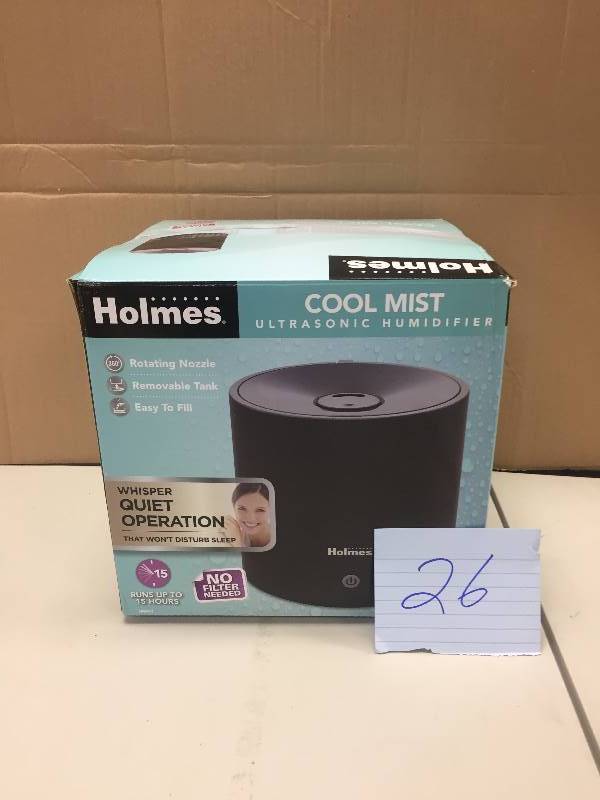 Holmes
Holmes®
COOL MIST
ULTRASONIC HUMIDIFIER
360°
Rotating Nozzle
Removable Tank
Easy To Fill
WHISPER
QUIET
OPERATION
THAT WON'T DISTURB SLEEP
Holmes
15
RUNS UP TO
15 HOURS
NO
FILTER
NEEDED
26